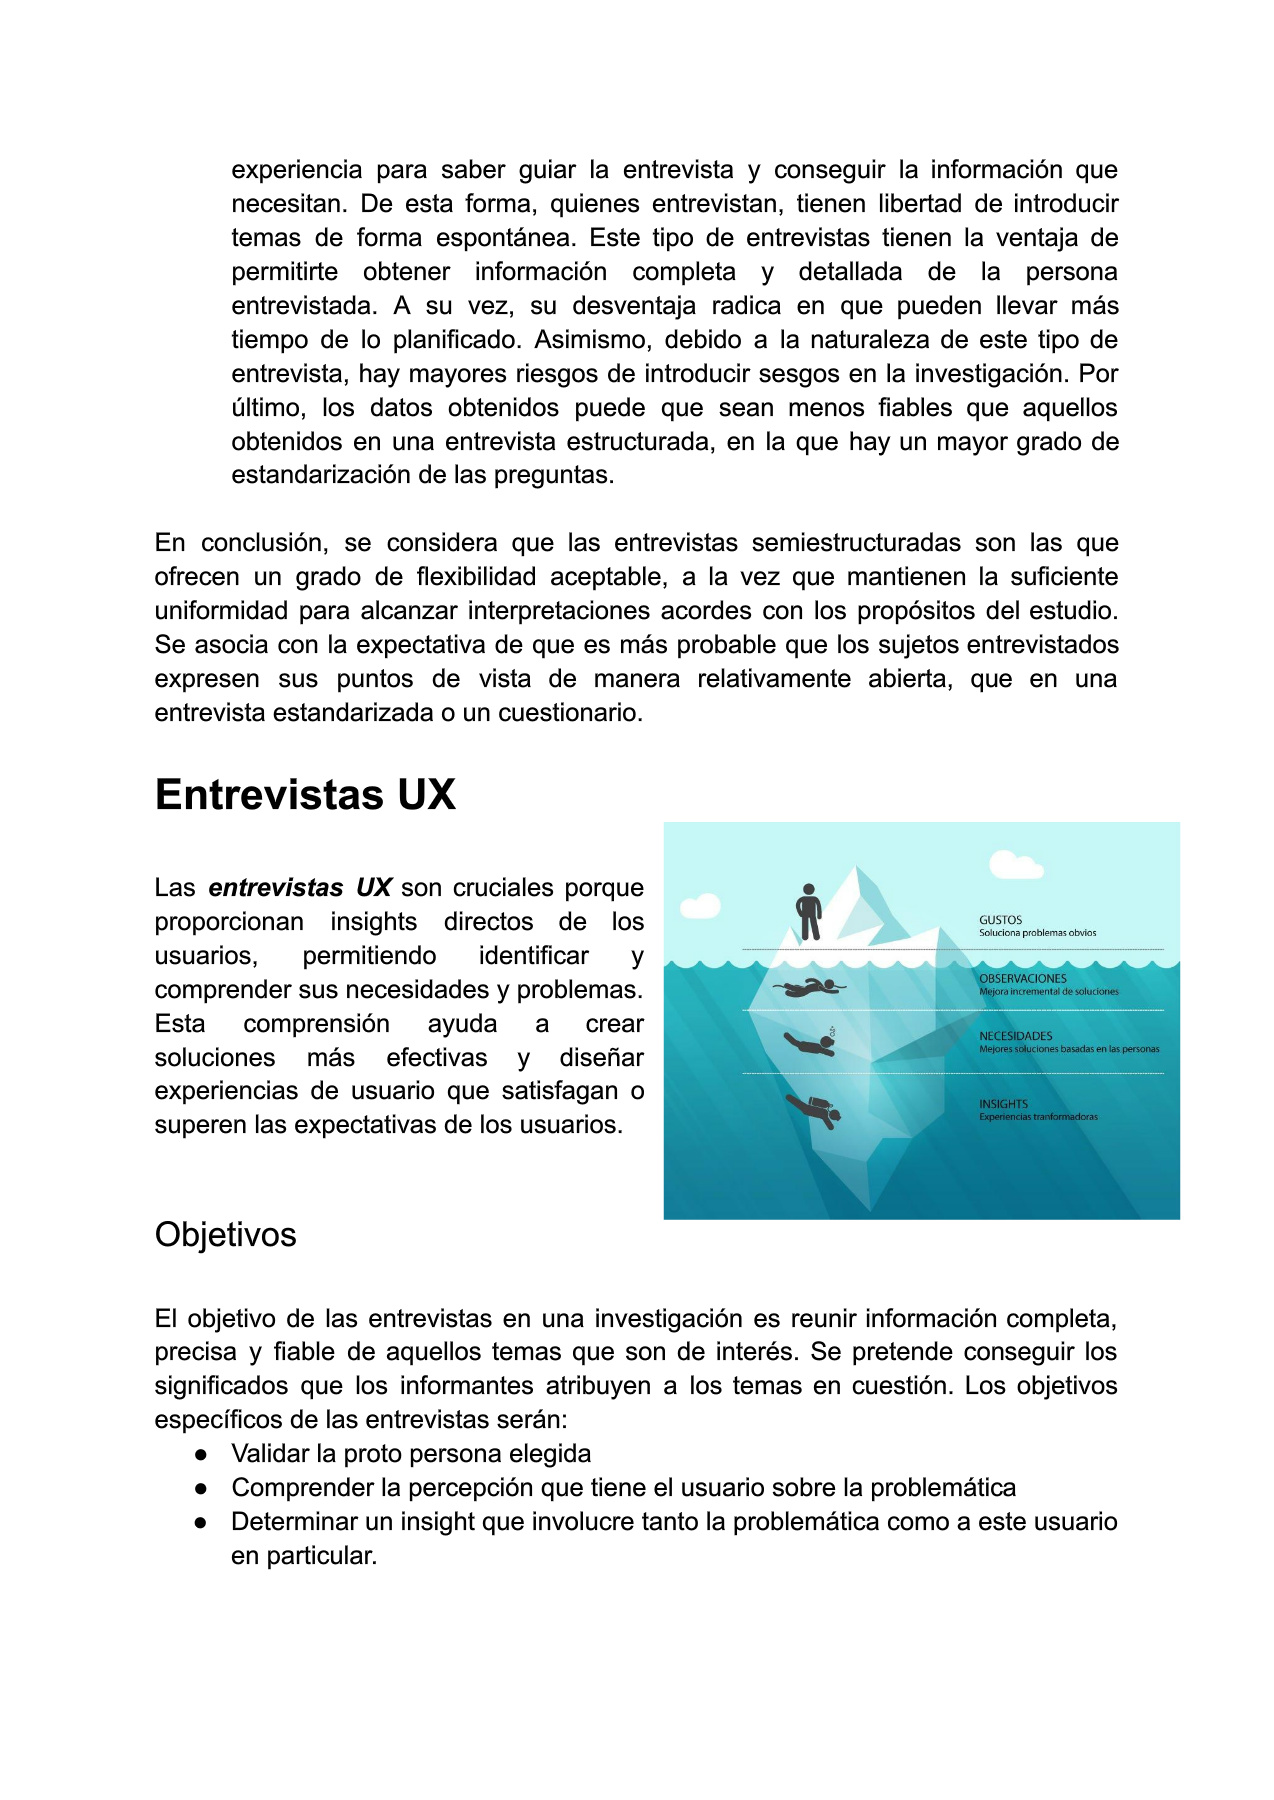 experiencia para saber guiar la entrevista y conseguir la información que
necesitan. De esta forma, quienes entrevistan, tienen libertad de introducir
temas de forma espontánea. Este tipo de entrevistas tienen la ventaja de
permitirte obtener información completa y detallada de la persona
entrevistada. A su vez, su desventaja radica en que pueden llevar más
tiempo de lo planificado. Asimismo, debido a la naturaleza de este tipo de
entrevista, hay mayores riesgos de introducir sesgos en la investigación. Por
último, los datos obtenidos puede que sean menos fiables que aquellos
obtenidos en una entrevista estructurada, en la que hay un mayor grado de
estandarización de las preguntas.
En conclusión, se considera que las entrevistas semiestructuradas son las que
ofrecen un grado de flexibilidad aceptable, a la vez que mantienen la suficiente
uniformidad para alcanzar interpretaciones acordes con los propósitos del estudio.
Se asocia con la expectativa de que es más probable que los sujetos entrevistados
expresen sus puntos de vista de manera relativamente abierta, que en una
entrevista estandarizada o un cuestionario.
Entrevistas UX
Las entrevistas UX son cruciales porque
proporcionan insights directos de los
usuarios, permitiendo identificar y
comprender sus necesidades y problemas.
Esta comprensión ayuda a crear
soluciones más efectivas y diseñar
experiencias de usuario que satisfagan o
superen las expectativas de los usuarios.
GUSTOS
Soluciona problemas obvios
OBSERVACIONES
Mejora incremental de soluciones
NECESIDADES
Mejores soluciones basadas en las personas
INSIGHTS
Experiencias tranformadoras
Objetivos
El objetivo de las entrevistas en una investigación es reunir información completa,
precisa y fiable de aquellos temas que son de interés. Se pretende conseguir los
significados que los informantes atribuyen a los temas en cuestión. Los objetivos
específicos de las entrevistas serán:
● Validar la proto persona elegida
● Comprender la percepción que tiene el usuario sobre la problemática
● Determinar un insight que involucre tanto la problemática como a este usuario
en particular.